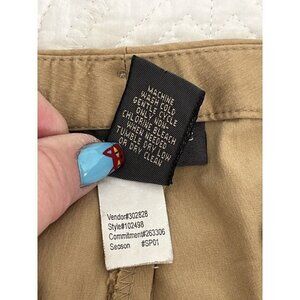 MACHINE
WASH COLD
GENTLE CYCLE
ONLY NON-
CHLORINE BLEACH
WHEN NEEDED
TUMBLE DRY LOW
OR DRY CLEAN
Vendor#302828
Style#102498
Commitment#263306
Season #SP01